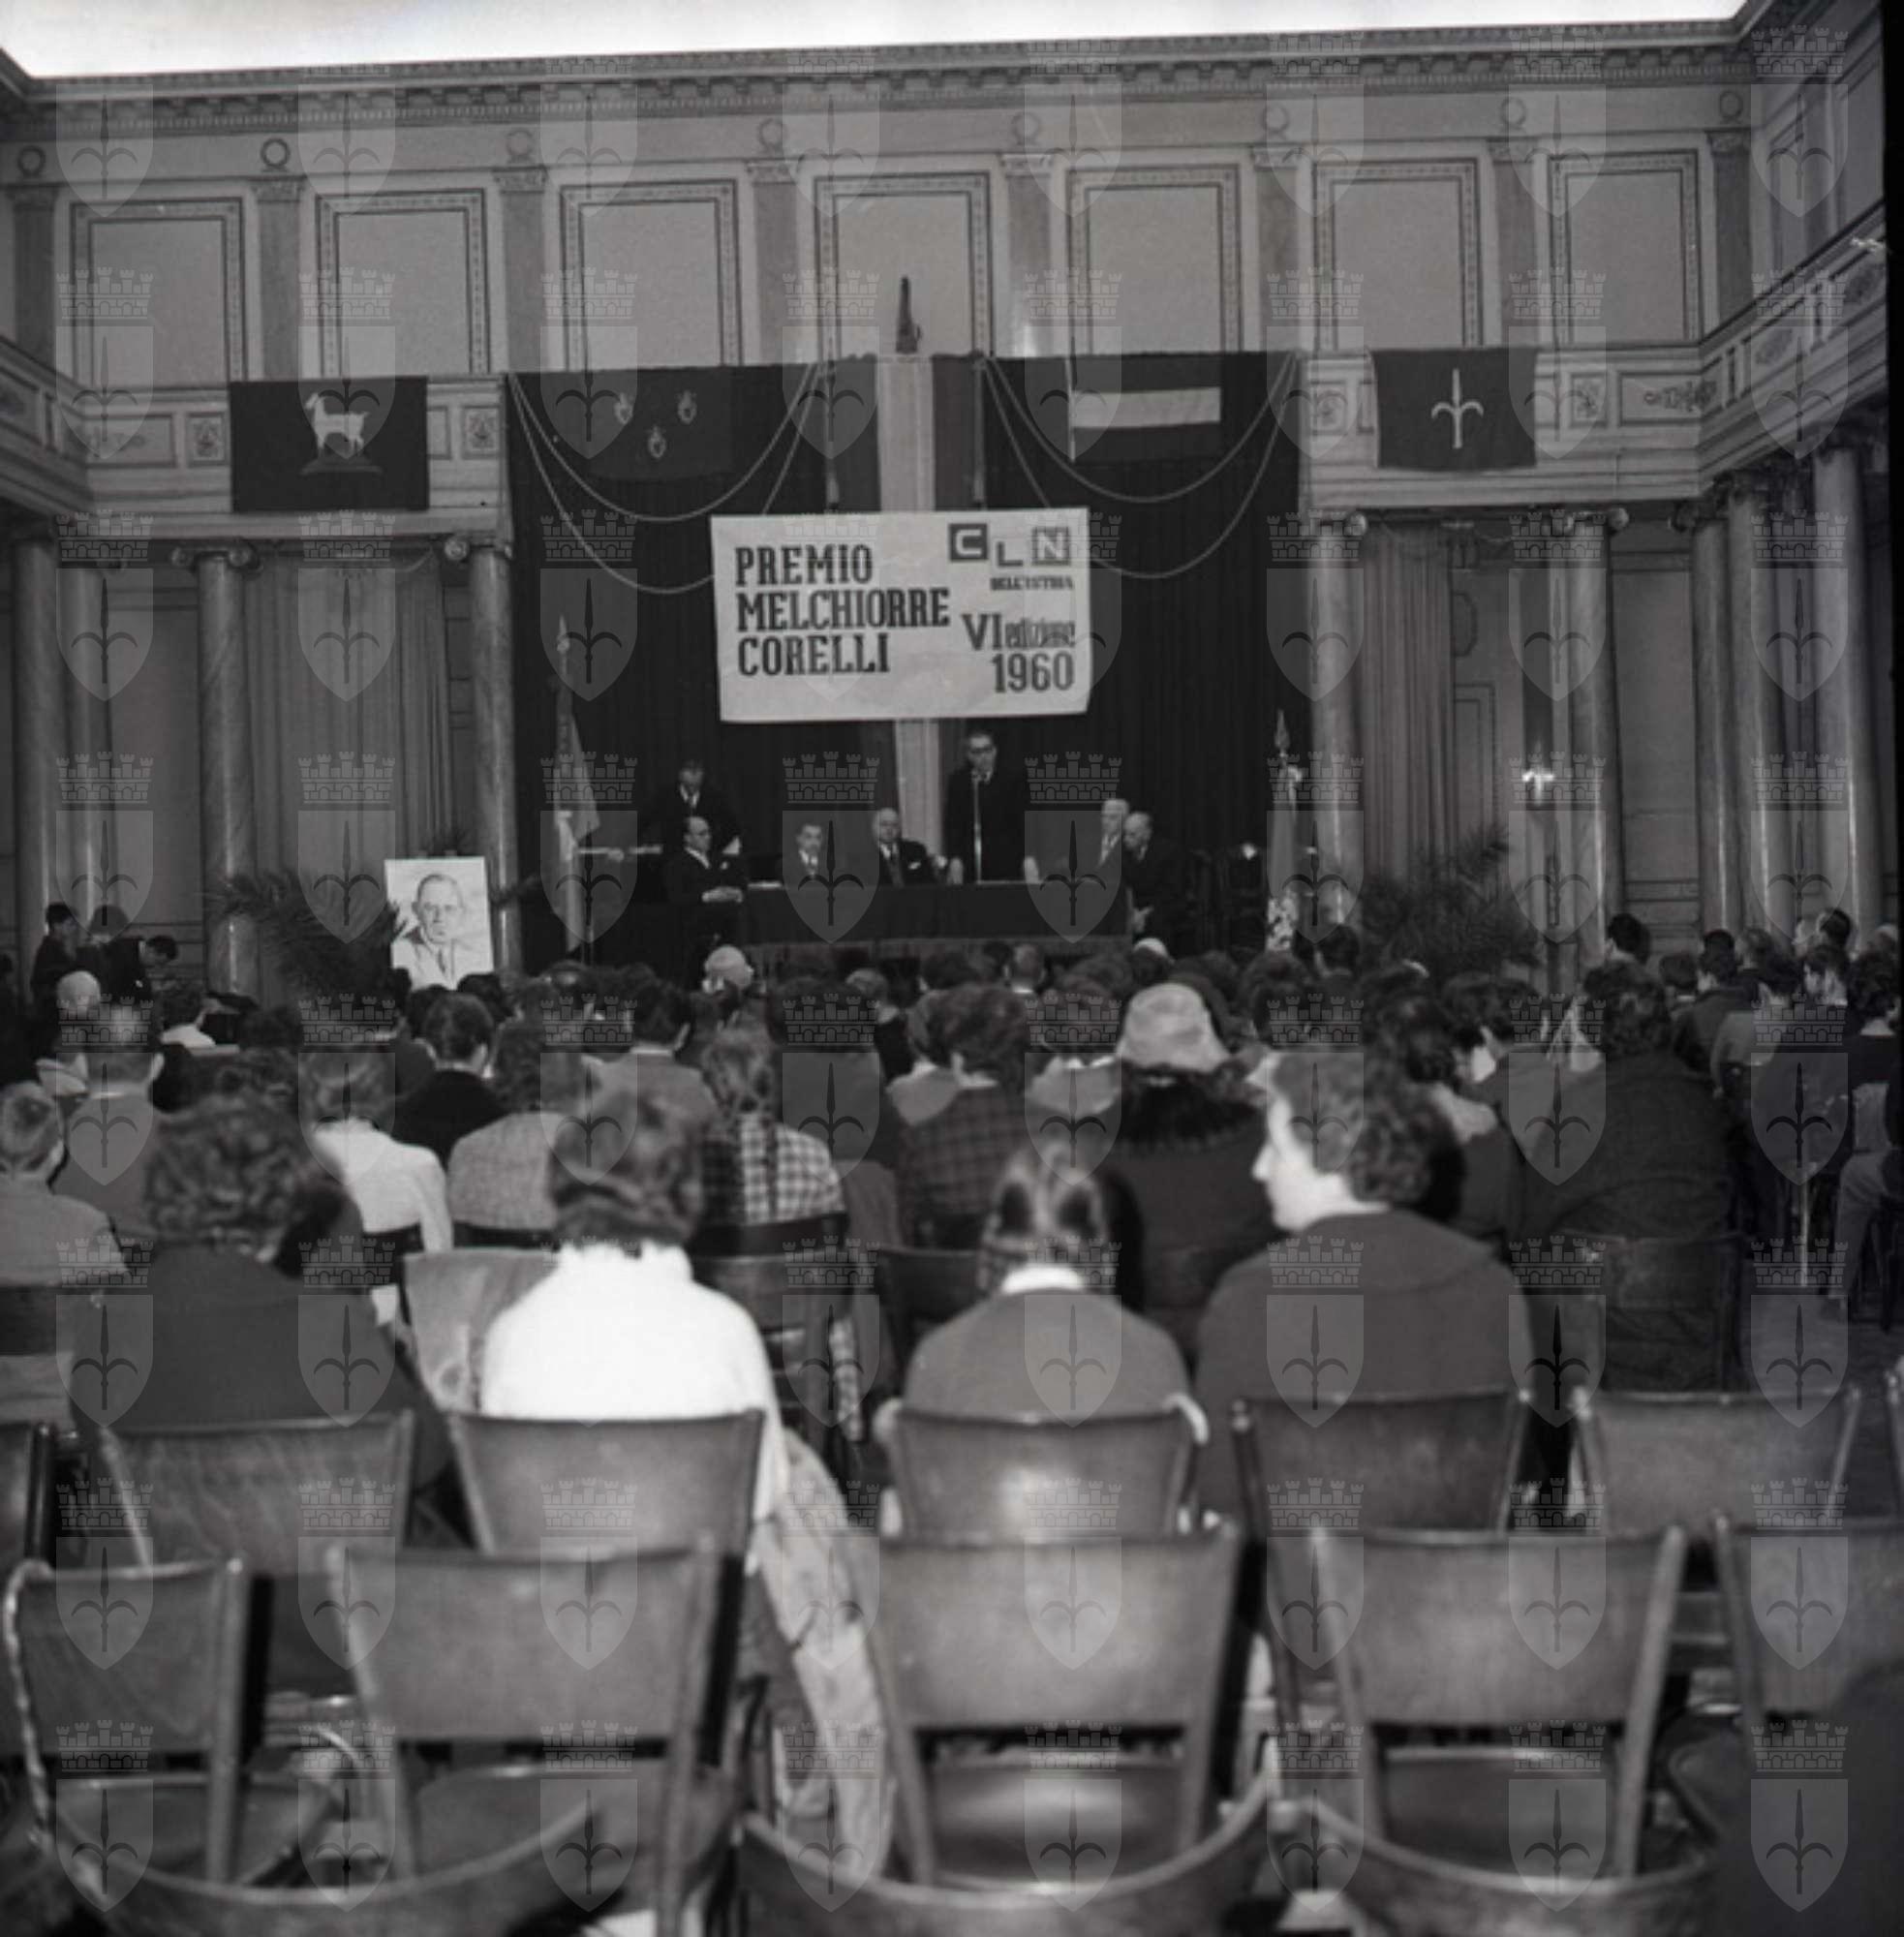 PREMIO
MELCHIORRE
CORELLI
CLN
DELL'ISTRIA
VI edizione
1960